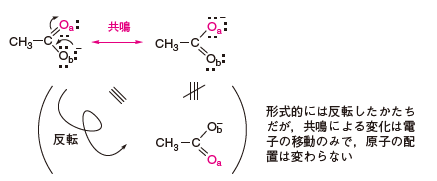 Oa 共鳴 Oa−
CH3 C CH3 C
Ob− Ob
反転
CH3 C Ob−
Oa
形式的には反転したかたち
だが，共鳴による変化は電
子の移動のみで，原子の配
置は変わらない